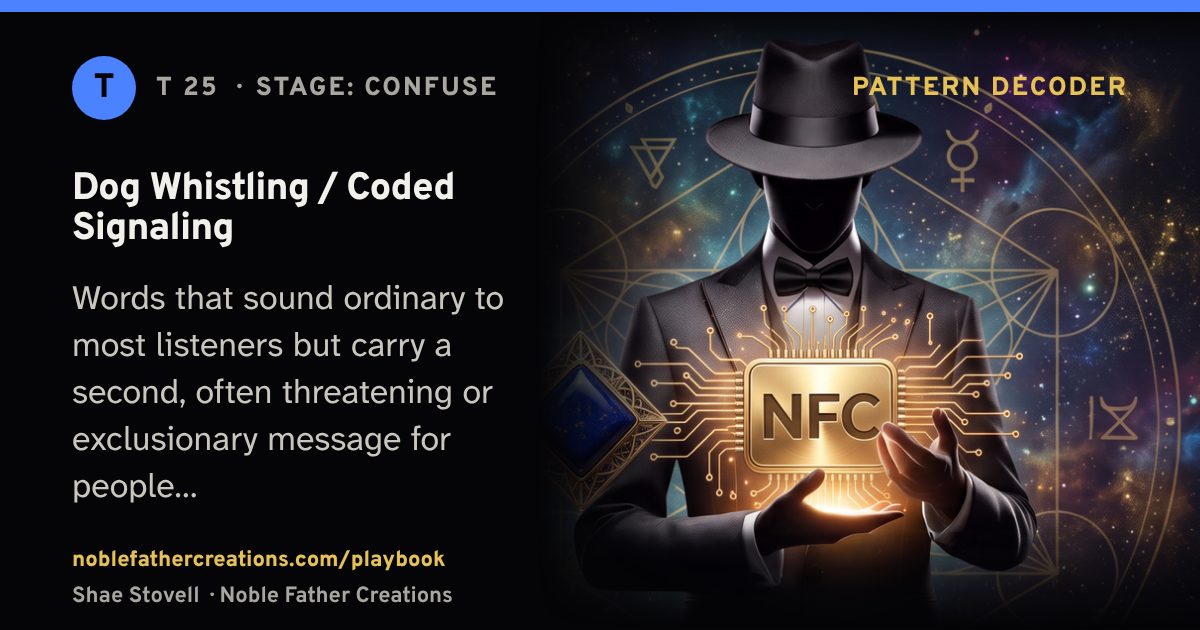 T
T 25 · STAGE: CONFUSE
PATTERN DECODER
Dog Whistling / Coded
Signaling
Words that sound ordinary to
most listeners but carry a
second, often threatening or
exclusionary message for
people...
NFC
noblefathercreations.com/playbook
Shae Stovell · Noble Father Creations